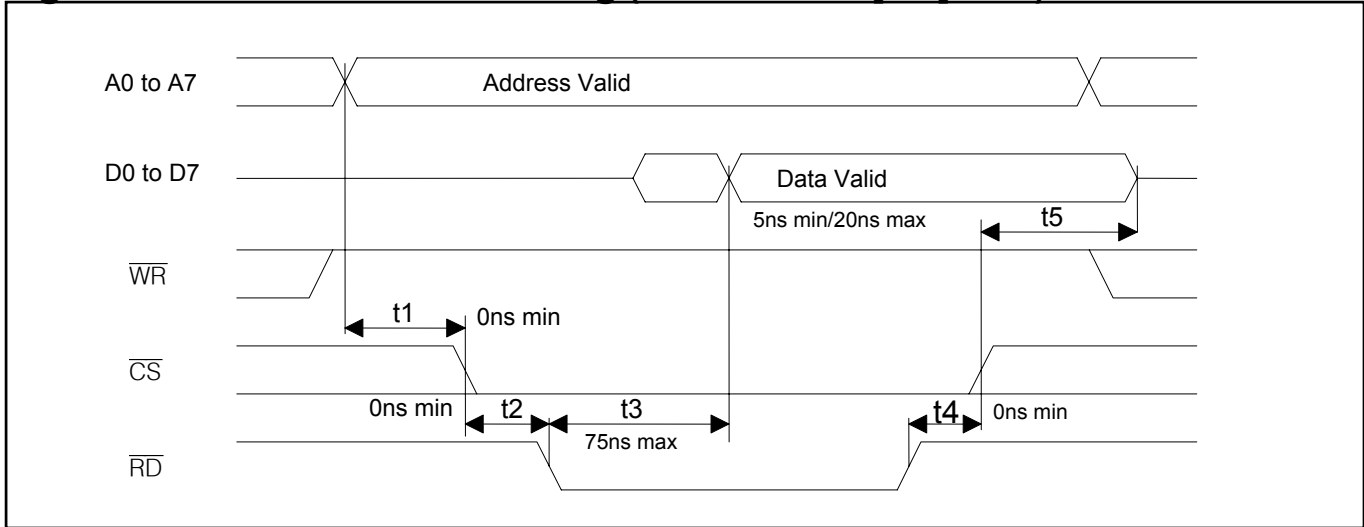 A0 to A7
Address Valid
D0 to D7
Data Valid
5ns min/20ns max
t5
WR
t1
0ns min
CS
0ns min
t2
t3
t4
0ns min
75ns max
RD